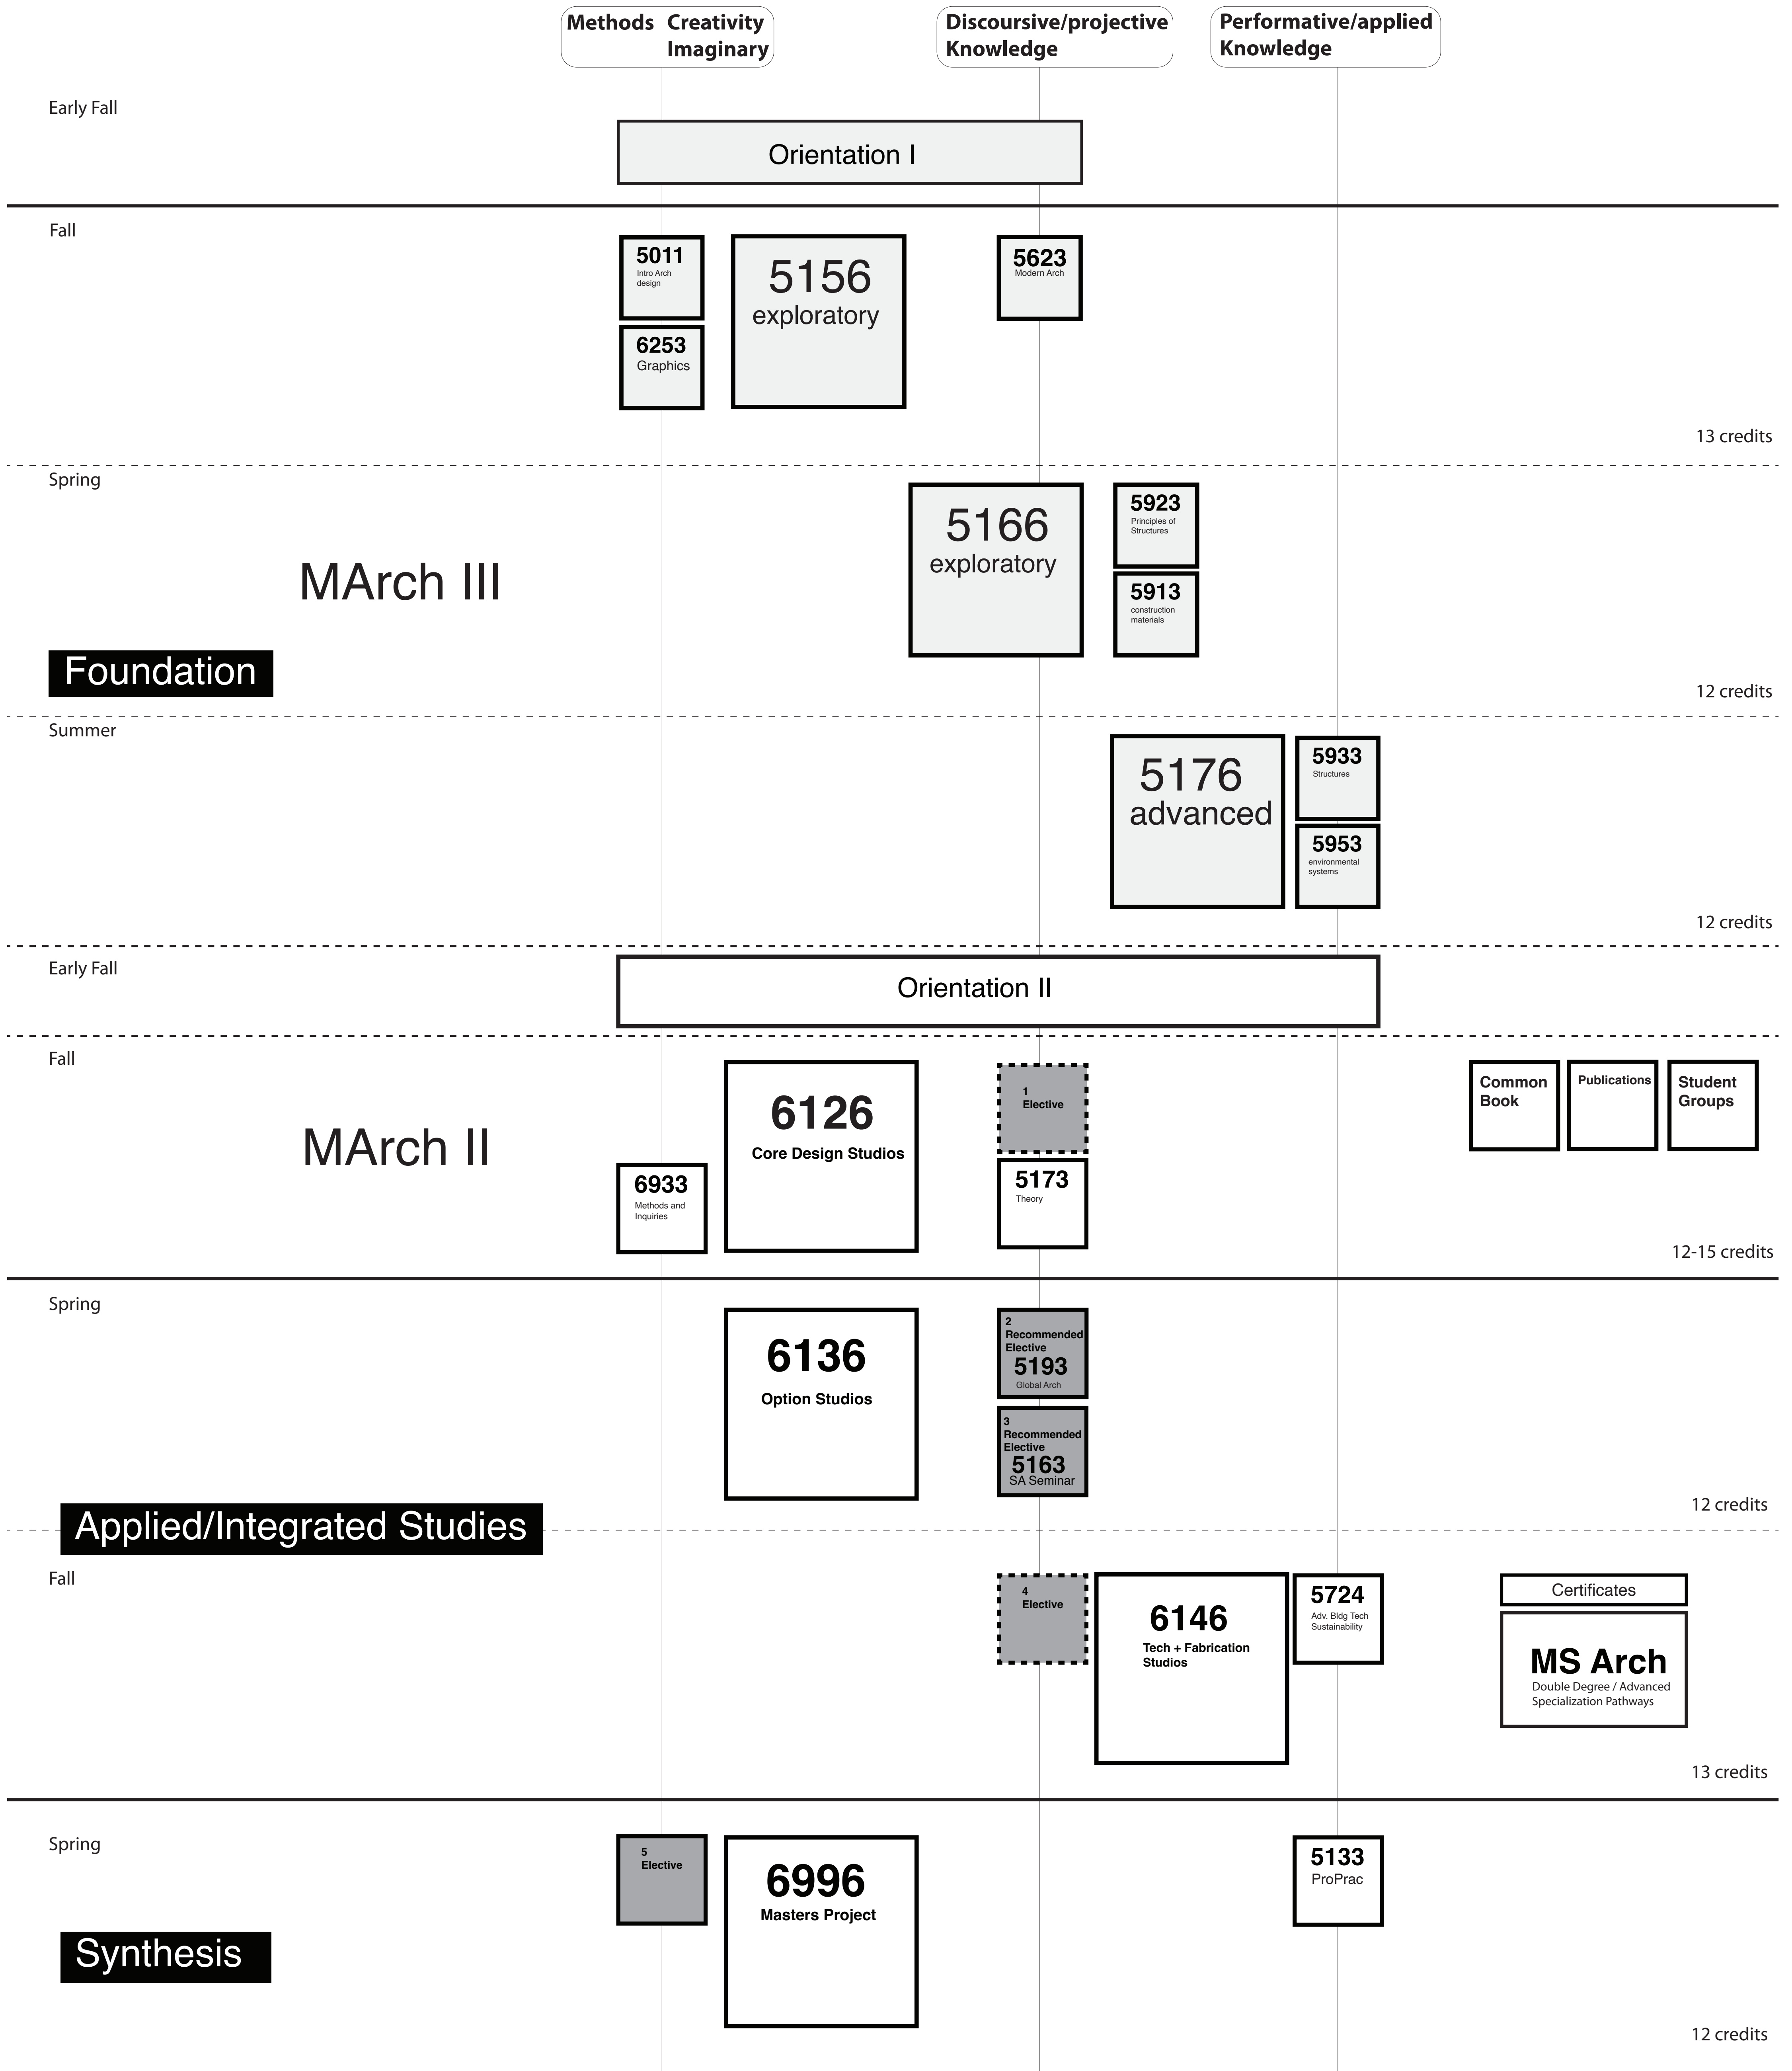 Methods Creativity
Imaginary
Discoursive/projective
Knowledge
Performative/applied
Knowledge
Early Fall
Orientation I
Fall
5011
Intro Arch
design
6253
Graphics
5156
exploratory
5623
Modern Arch
13 credits
Spring
MArch III
Foundation
5166
exploratory
5923
Principles of
Structures
5913
construction
materials
12 credits
Summer
5176
advanced
5933
Structures
5953
environmental
systems
12 credits
Early Fall
Orientation II
Fall
MArch II
6933
Methods and
Inquiries
6126
Core Design Studios
1
Elective
5173
Theory
Common
Book
Publications
Student
Groups
12-15 credits
Spring
6136
Option Studios
2
Recommended
Elective
5193
Global Arch
3
Recommended
Elective
5163
SA Seminar
12 credits
Applied/Integrated Studies
Fall
4
Elective
6146
Tech + Fabrication
Studios
5724
Adv. Bldg Tech
Sustainability
Certificates
MS Arch
Double Degree / Advanced
Specialization Pathways
13 credits
Spring
5
Elective
6996
Masters Project
5133
ProPrac
Synthesis
12 credits